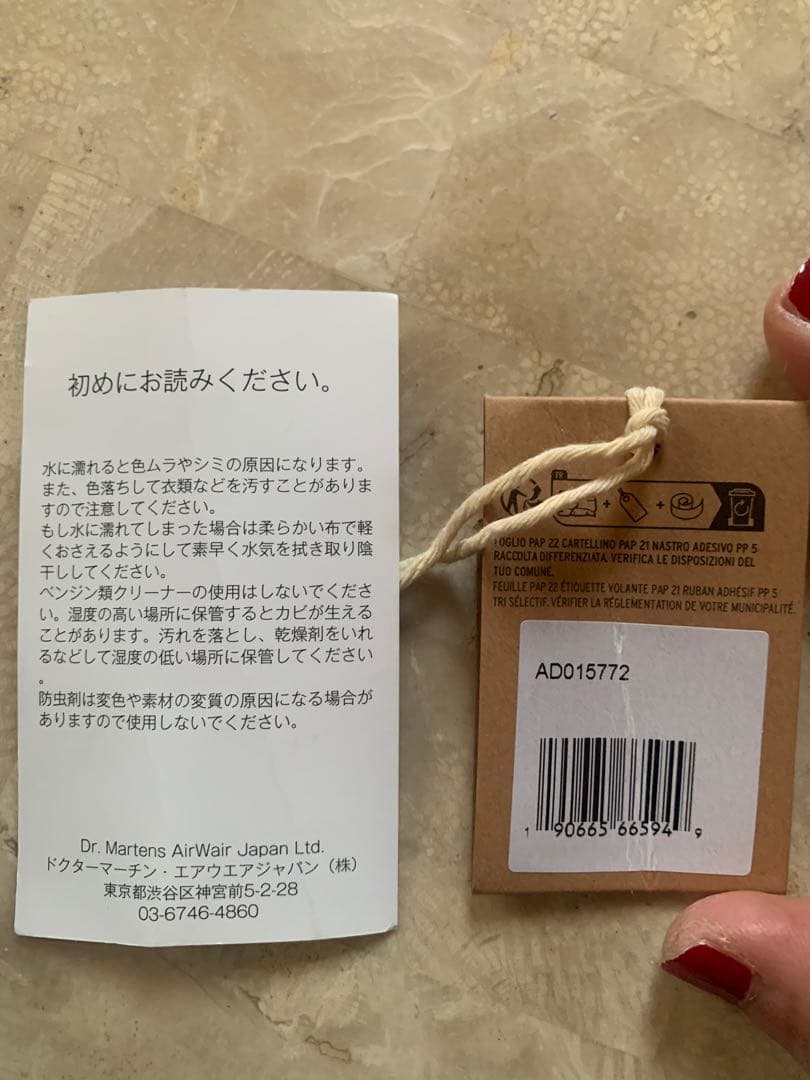 初めにお読みください。
水に濡れると色ムラやシミの原因になります。
また、色落ちして衣類などを汚すことがありま
すので注意してください。
もし水に濡れてしまった場合は柔らかい布で軽
くおさえるようにして素早く水気を拭き取り陰
干ししてください。
ベンジン類クリーナーの使用はしないでくださ
い。湿度の高い場所に保管するとカビが生える
ことがあります。汚れを落とし、乾燥剤をいれ
るなどして湿度の低い場所に保管してください
。
防虫剤は変色や素材の変質の原因になる場合が
ありますので使用しないでください。
Dr. Martens AirWair Japan Ltd.
ドクターマーチン・エアウエアジャパン（株）
東京都渋谷区神宮前5-2-28
03-6746-4860
FOGLIO PAP 22 CARTELLINO PAP 21 NASTRO ADESIVO PP 5
RACCOLTA DIFFERENZIATA. VERIFICA LE DISPOSIZIONI DEL
TUO COMUNE.
FEUILLE PAP 22 ÉTIQUETTE VOLANTE PAP 21 RUBAN ADHÉSIF PP 5
TRI SÉLECTIF. VÉRIFIER LA RÉGLEMENTATION DE VOTRE MUNICIPALITÉ.
AD015772
1 90665 66594 9